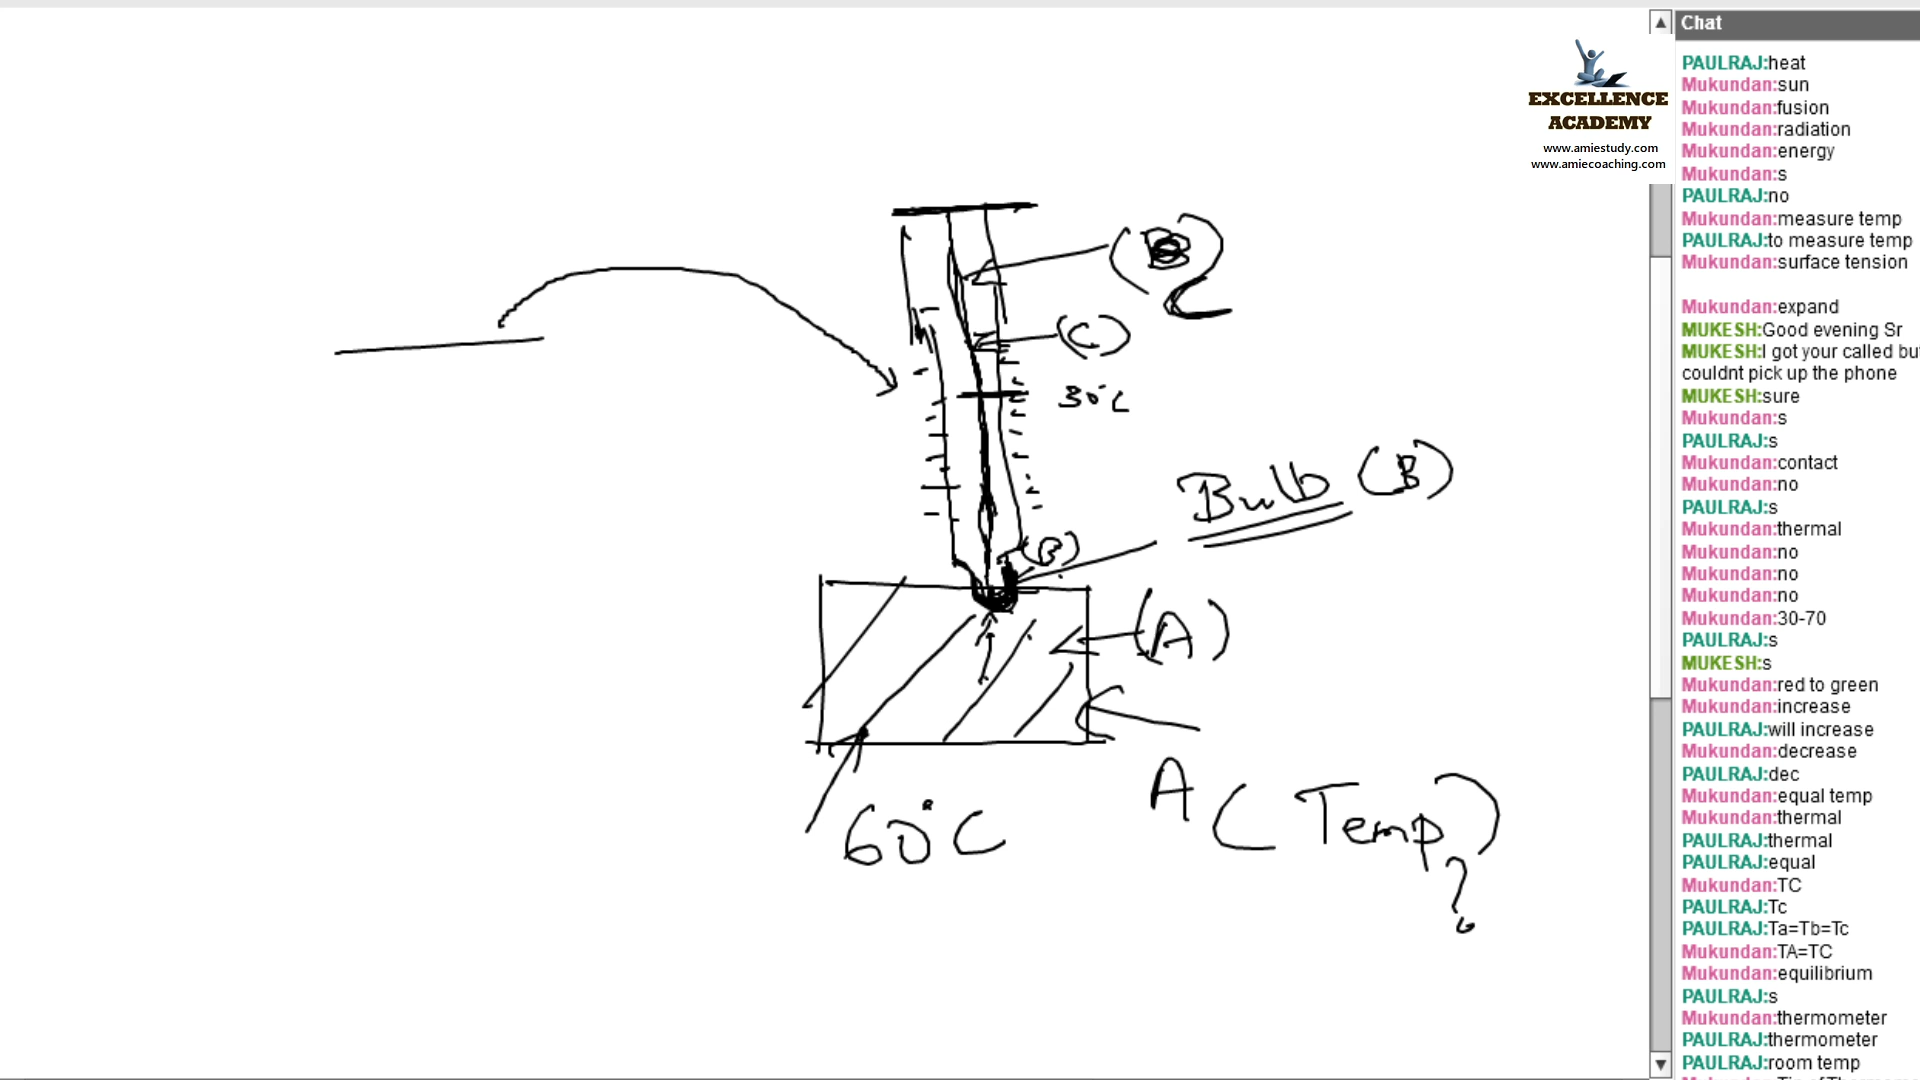 EXCELLENCE
ACADEMY
www.amiestudy.com
www.amiecoaching.com
(C)
30°C
Bulb (B)
(B)
(A)
60°C
A (Temp)
?
Chat
PAULRAJ:heat
Mukundan:sun
Mukundan:fusion
Mukundan:radiation
Mukundan:energy
Mukundan:s
PAULRAJ:no
Mukundan:measure temp
PAULRAJ:to measure temp
Mukundan:surface tension
Mukundan:expand
MUKESH:Good evening Sr
MUKESH:I got your called but
couldnt pick up the phone
MUKESH:sure
Mukundan:s
PAULRAJ:s
Mukundan:contact
Mukundan:no
PAULRAJ:s
Mukundan:thermal
Mukundan:no
Mukundan:no
Mukundan:no
Mukundan:30-70
PAULRAJ:s
MUKESH:s
Mukundan:red to green
Mukundan:increase
PAULRAJ:will increase
Mukundan:decrease
PAULRAJ:dec
Mukundan:equal temp
Mukundan:thermal
PAULRAJ:thermal
PAULRAJ:equal
Mukundan:TC
PAULRAJ:Tc
PAULRAJ:Ta=Tb=Tc
Mukundan:TA=TC
Mukundan:equilibrium
PAULRAJ:s
Mukundan:thermometer
PAULRAJ:thermometer
PAULRAJ:room temp